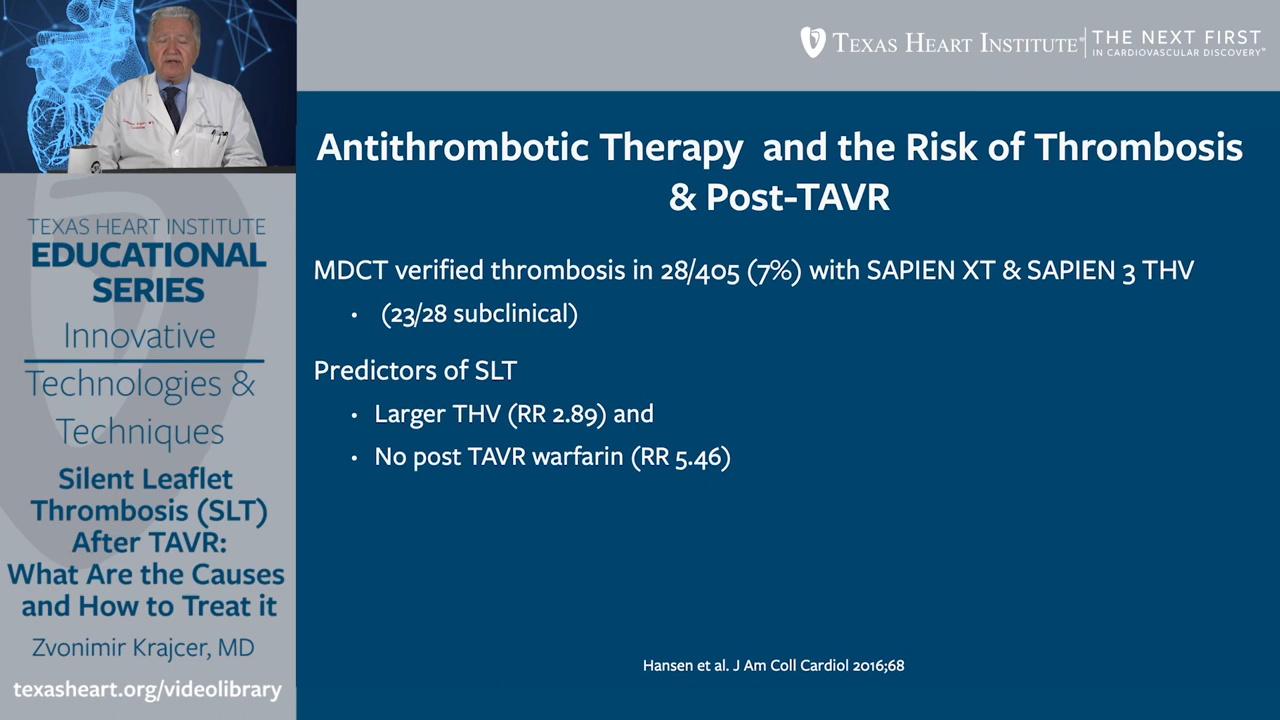 TEXAS HEART INSTITUTE®
THE NEXT FIRST
IN CARDIOVASCULAR DISCOVERY
Antithrombotic Therapy and the Risk of Thrombosis
& Post-TAVR
MDCT verified thrombosis in 28/405 (7%) with SAPIEN XT & SAPIEN 3 THV
• (23/28 subclinical)
Predictors of SLT
• Larger THV (RR 2.89) and
• No post TAVR warfarin (RR 5.46)
Hansen et al. J Am Coll Cardiol 2016;68
TEXAS HEART INSTITUTE
EDUCATIONAL
SERIES
Innovative
Technologies &
Techniques
Silent Leaflet
Thrombosis (SLT)
After TAVR:
What Are the Causes
and How to Treat it
Zvonimir Krajcer, MD
texasheart.org/videolibrary